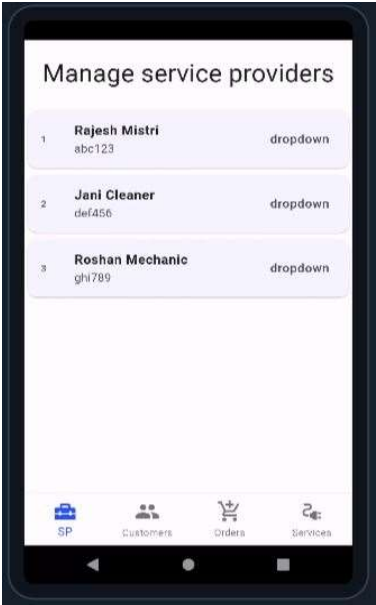 Manage service providers
1
Rajesh Mistri
abc123
dropdown
2
Jani Cleaner
def456
dropdown
3
Roshan Mechanic
ghi789
dropdown
SP
Customers
Orders
Services